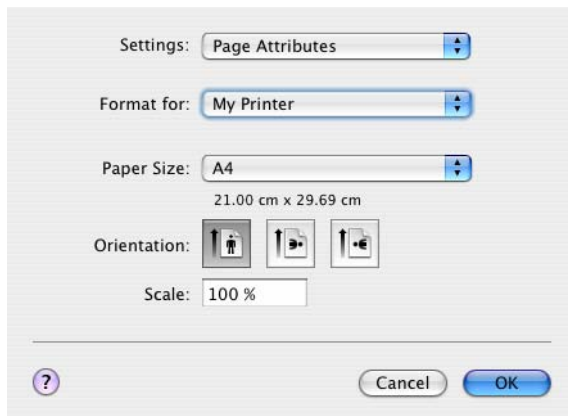 Settings: Page Attributes
Format for: My Printer
Paper Size: A4
21.00 cm x 29.69 cm
Orientation:
Scale: 100 %
? Cancel OK